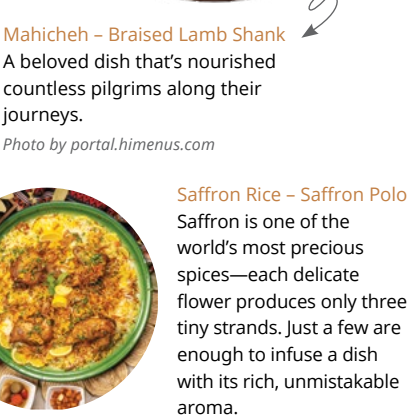 Mahicheh – Braised Lamb Shank
A beloved dish that’s nourished
countless pilgrims along their
journeys.
Photo by portal.himenus.com
Saffron Rice – Saffron Polo
Saffron is one of the
world’s most precious
spices—each delicate
flower produces only three
tiny strands. Just a few are
enough to infuse a dish
with its rich, unmistakable
aroma.